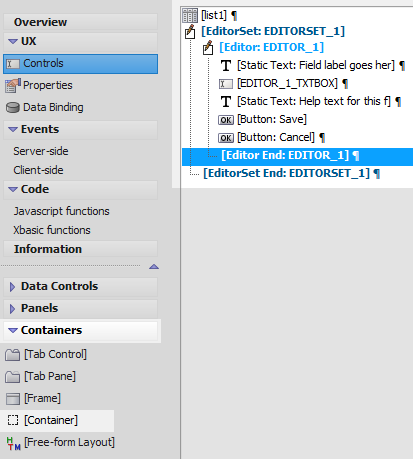 Overview
UX
Controls
Properties
Data Binding
Events
Server-side
Client-side
Code
Javascript functions
Xbasic functions
Information
Data Controls
Panels
Containers
[Tab Control]
[Tab Pane]
[Frame]
[Container]
HTM [Free-form Layout]
[list1] ¶
[EditorSet: EDITORSET_1] ¶
[Editor: EDITOR_1] ¶
T [Static Text: Field label goes her] ¶
[EDITOR_1_TXTBOX] ¶
T [Static Text: Help text for this f] ¶
OK [Button: Save] ¶
OK [Button: Cancel] ¶
[Editor End: EDITOR_1] ¶
[EditorSet End: EDITORSET_1] ¶